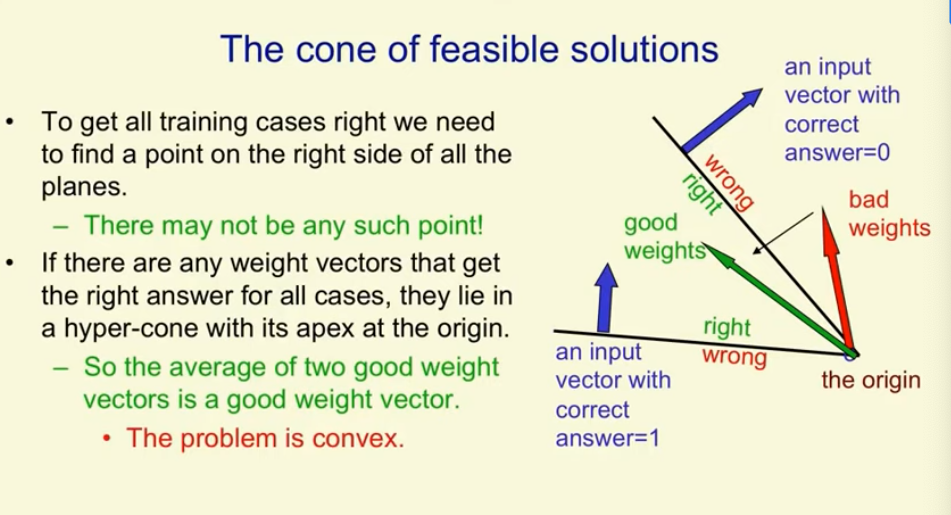 The cone of feasible solutions
• To get all training cases right we need
to find a point on the right side of all the
planes.
– There may not be any such point!
• If there are any weight vectors that get
the right answer for all cases, they lie in
a hyper-cone with its apex at the origin.
– So the average of two good weight
vectors is a good weight vector.
• The problem is convex.
an input
vector with
correct
answer=0
wrong
right
bad
weights
good
weights
right
wrong
an input
vector with
correct
answer=1
the origin